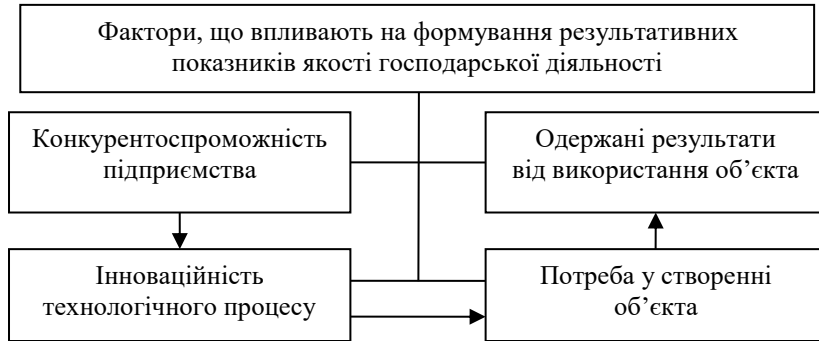 Фактори, що впливають на формування результативних
показників якості господарської діяльності
Конкурентоспроможність
підприємства
Одержані результати
від використання об’єкта
Інноваційність
технологічного процесу
Потреба у створенні
об’єкта